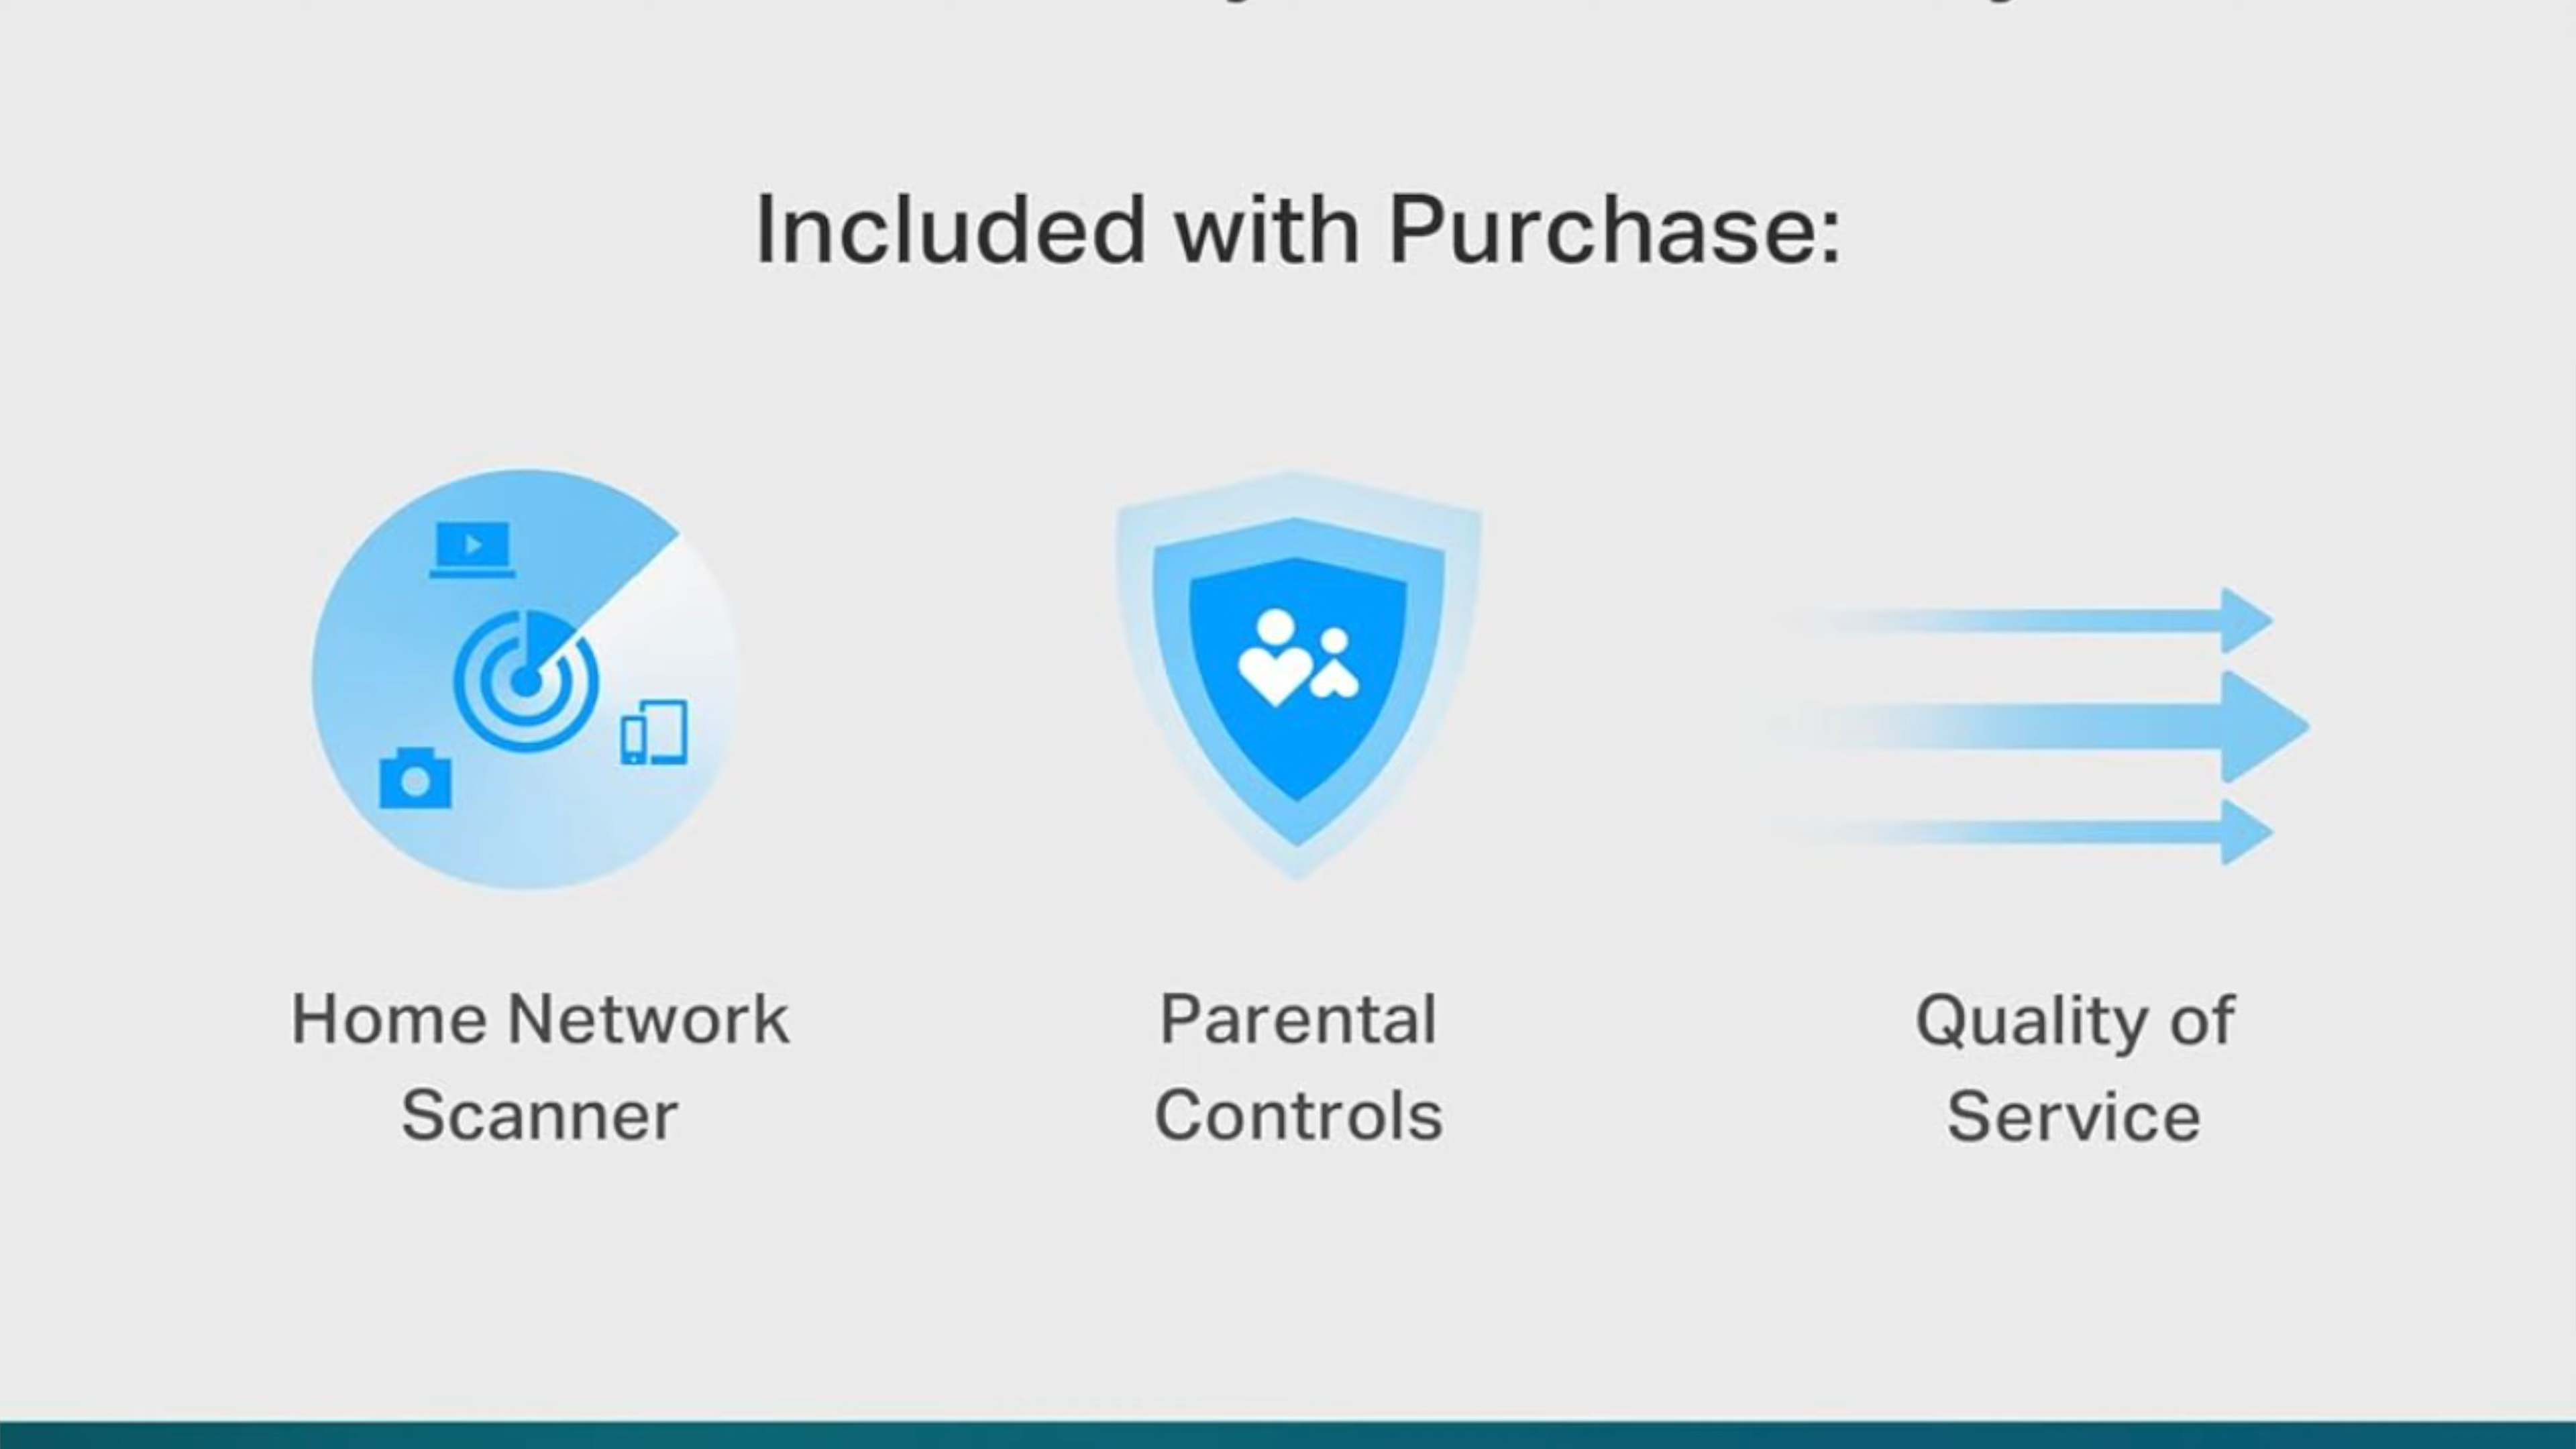 Included with Purchase:
Home Network
Scanner
Parental
Controls
Quality of
Service